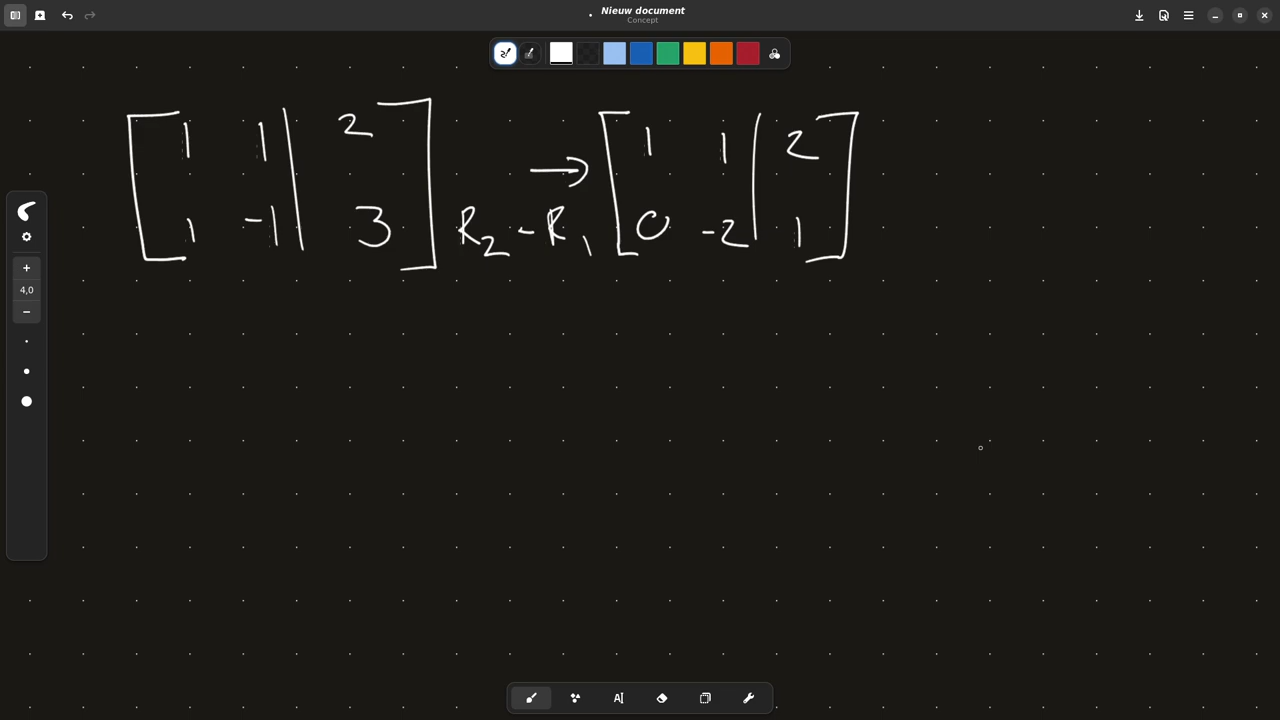 Nieuw document
Concept
4,0
1 1 | 2 → 1 1 | 2
1 -1 | 3 R₂ - R₁ 0 -2 | 1